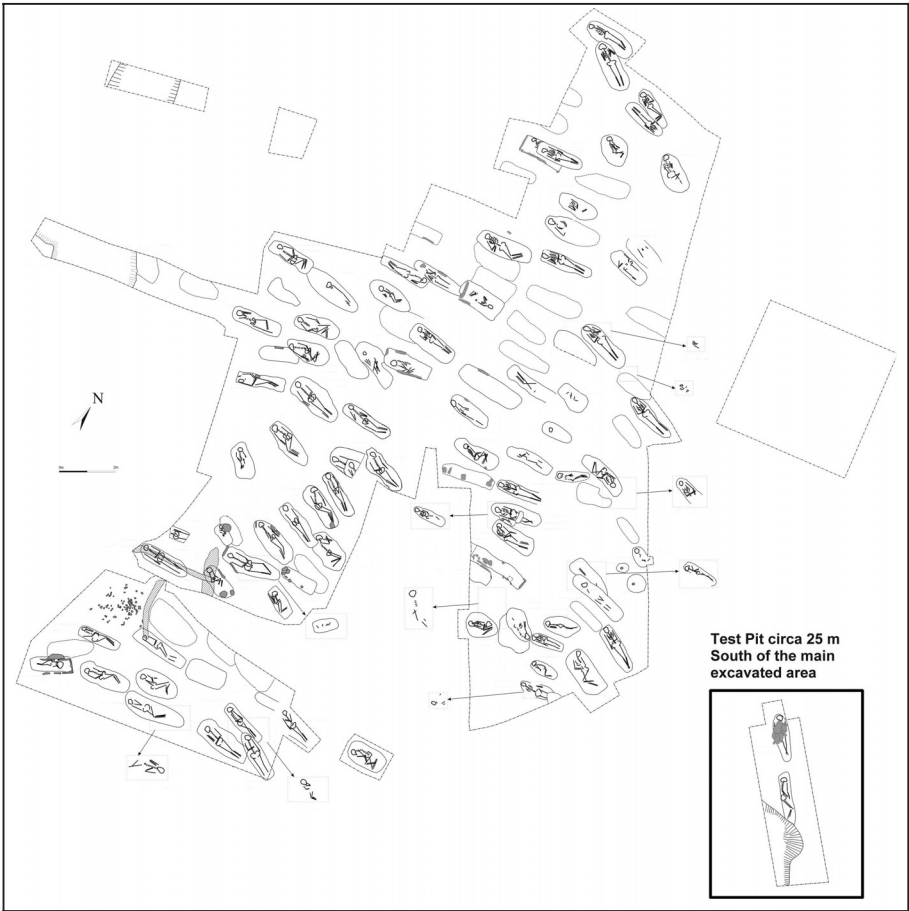 N
Test Pit circa 25 m
South of the main
excavated area